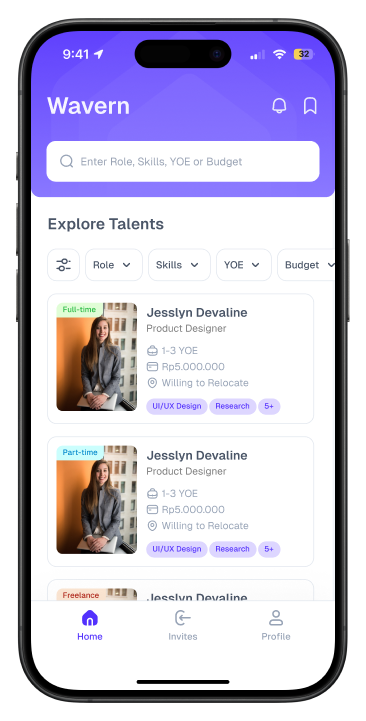 9:41
32
Wavern
Enter Role, Skills, YOE or Budget
Explore Talents
Role
Skills
YOE
Budget
Full-time
Jesslyn Devaline
Product Designer
1-3 YOE
Rp5.000.000
Willing to Relocate
UI/UX Design Research 5+
Part-time
Jesslyn Devaline
Product Designer
1-3 YOE
Rp5.000.000
Willing to Relocate
UI/UX Design Research 5+
Freelance
Jesslyn Devaline
Home
Invites
Profile